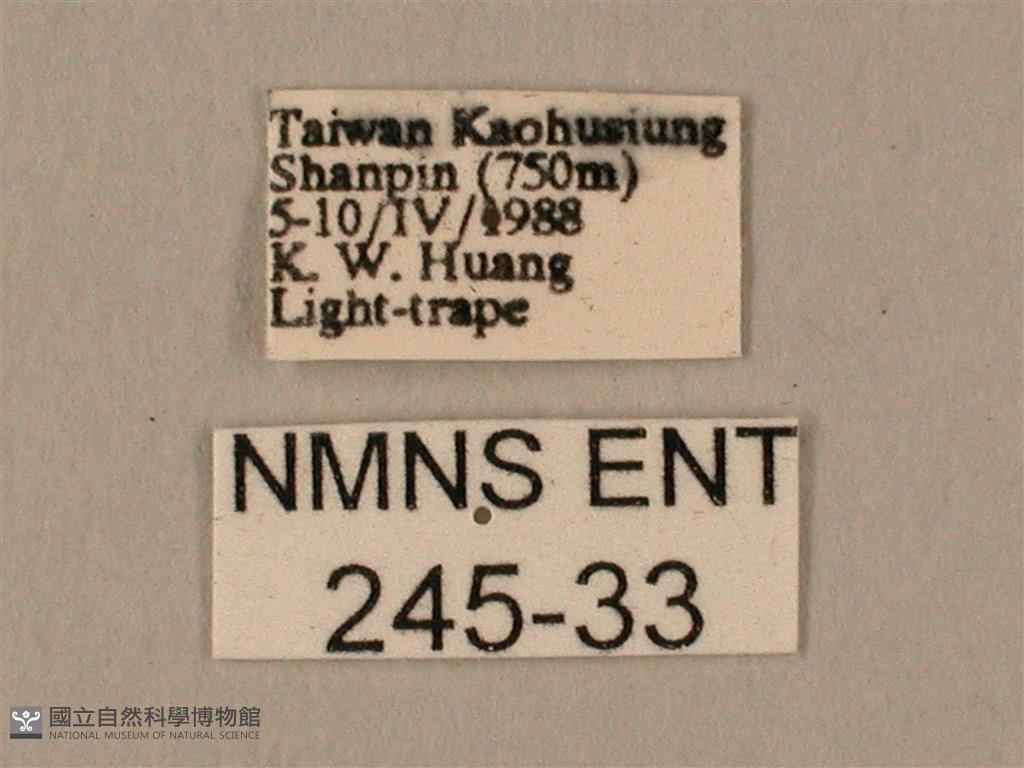 Taiwan Kaohusiung
Shanpin (750m)
5-10/IV/1988
K. W. Huang
Light-trape
NMNS ENT
245-33
國立自然科學博物館
NATIONAL MUSEUM OF NATURAL SCIENCE